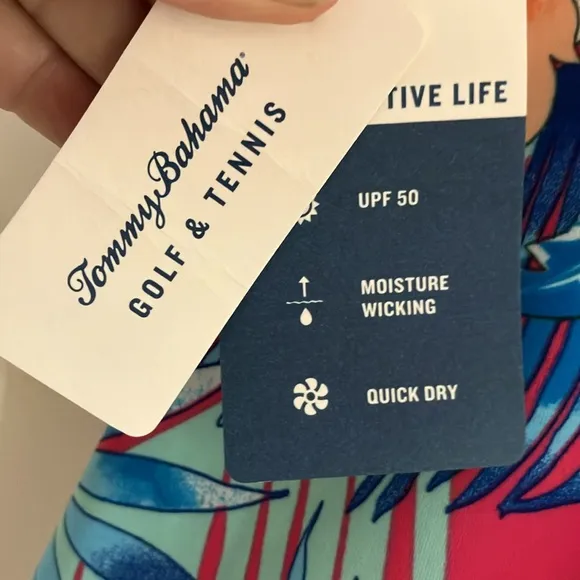 Tommy Bahama
GOLF & TENNIS
TIVE LIFE
UPF 50
MOISTURE
WICKING
QUICK DRY